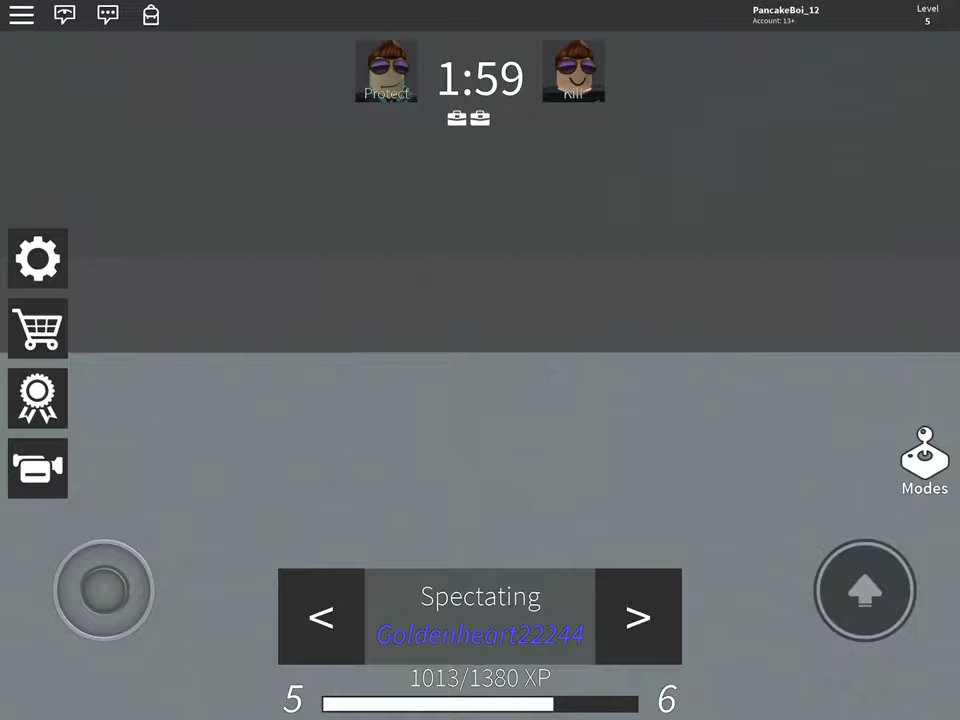 PancakeBoi_12
Account: 13+
Level
5
Protect
1:59
Kill
Modes
Spectating
< >
Goldenheart22244
1013/1380 XP
5 6